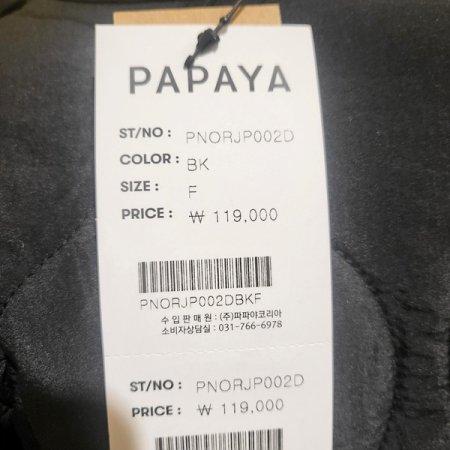 PAPAYA
ST/NO : PNORJP002D
COLOR : BK
SIZE : F
PRICE : ₩ 119,000
PNORJP002DBKF
수 입 판 매 원 : (주)파파야코리아
소비자상담실 : 031-766-6978
ST/NO : PNORJP002D
PRICE : ₩ 119,000